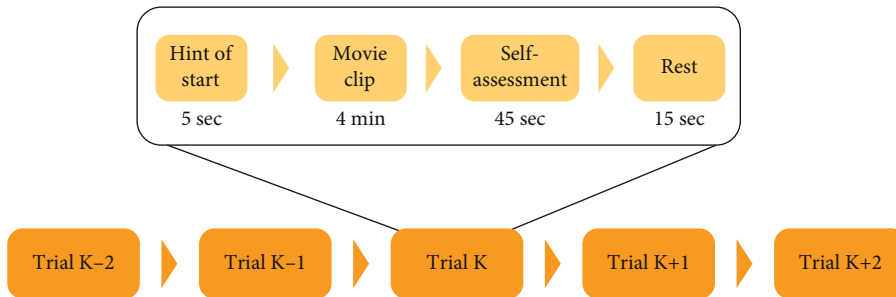 Hint of
start
Movie
clip
Self-
assessment
Rest
5 sec
4 min
45 sec
15 sec
Trial K–2
Trial K–1
Trial K
Trial K+1
Trial K+2